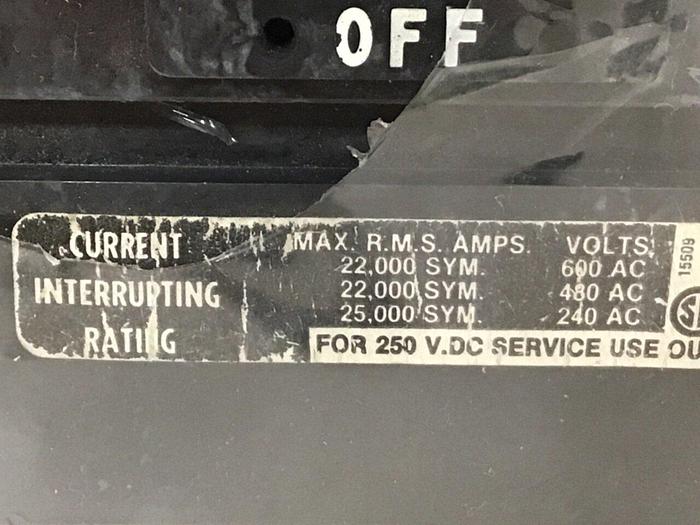 OFF
CURRENT INTERRUPTING RATING
MAX. R.M.S. AMPS. VOLTS
22,000 SYM. 600 AC
22,000 SYM. 480 AC
25,000 SYM. 240 AC
FOR 250 V.DC SERVICE USE OU
15509